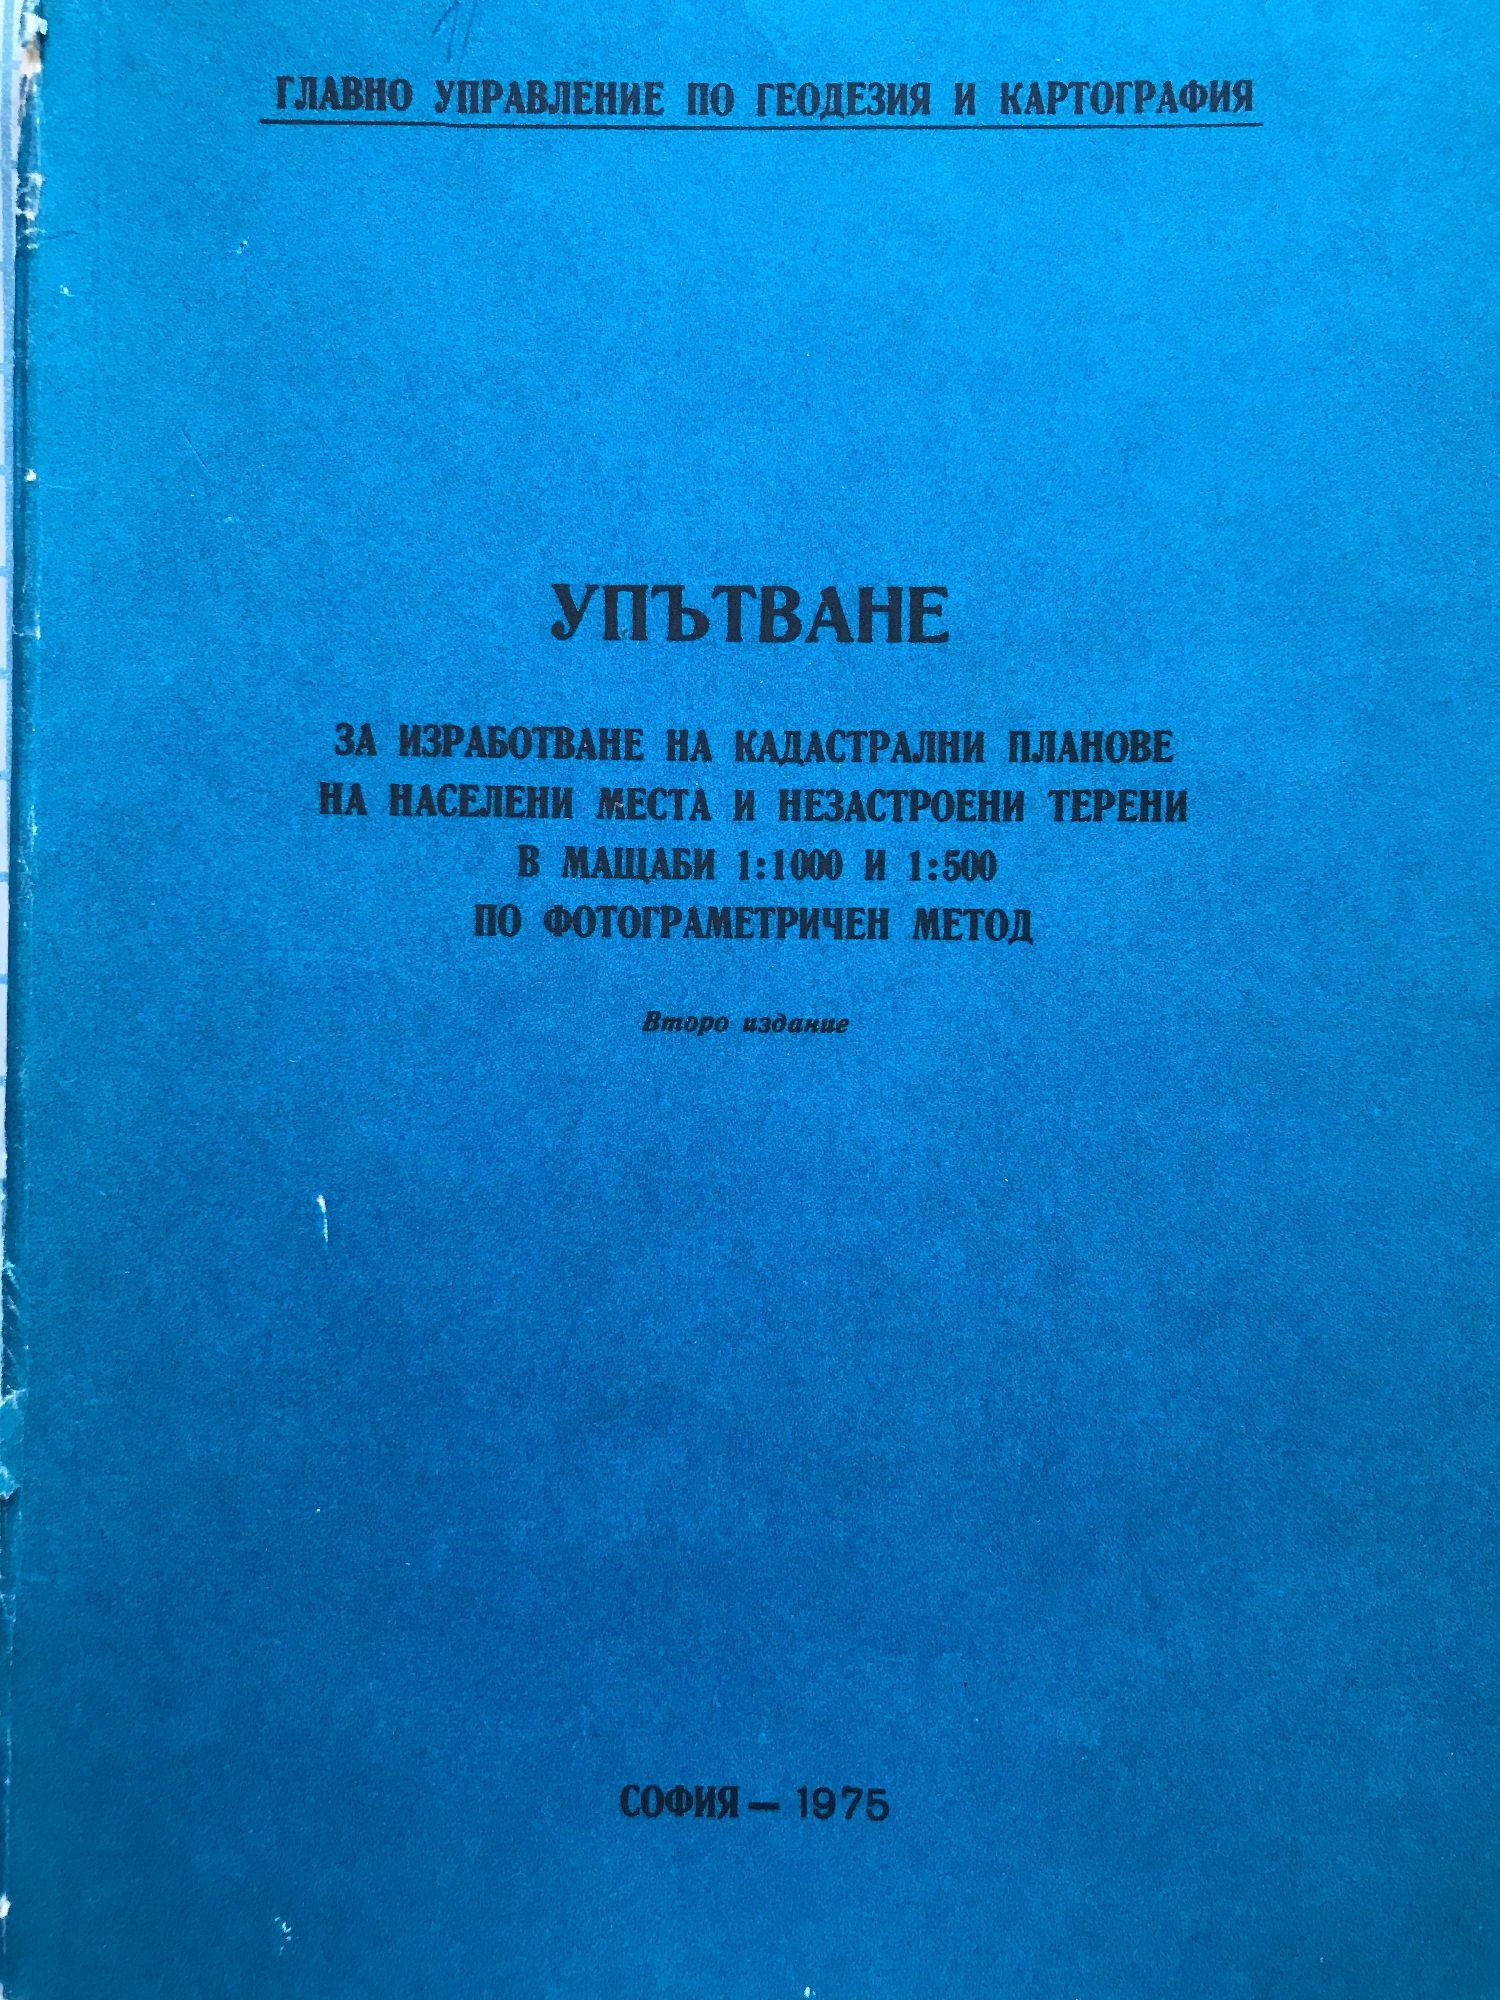 ГЛАВНО УПРАВЛЕНИЕ ПО ГЕОДЕЗИЯ И КАРТОГРАФИЯ
УПЪТВАНЕ
ЗА ИЗРАБОТВАНЕ НА КАДАСТРАЛНИ ПЛАНОВЕ
НА НАСЕЛЕНИ МЕСТА И НЕЗАСТРОЕНИ ТЕРЕНИ
В МАЩАБИ 1:1000 И 1:500
ПО ФОТОГРАМЕТРИЧЕН МЕТОД
Второ издание
СОФИЯ — 1975